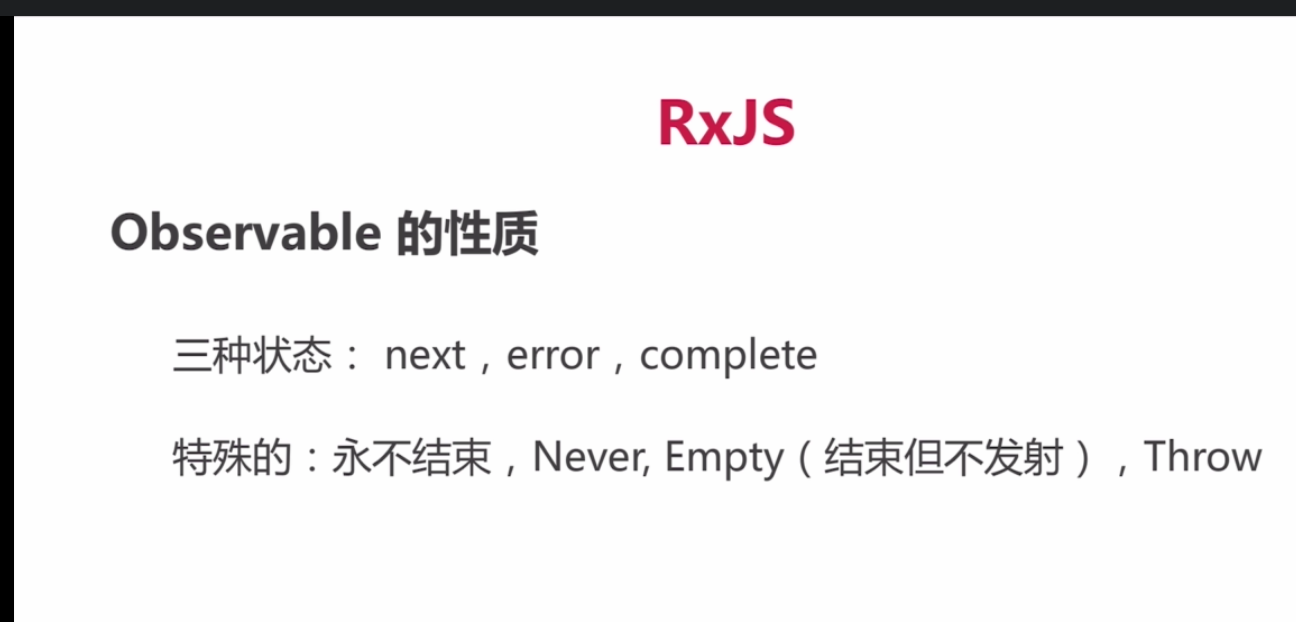 RxJS
Observable 的性质
三种状态： next，error，complete
特殊的：永不结束，Never, Empty（结束但不发射），Throw